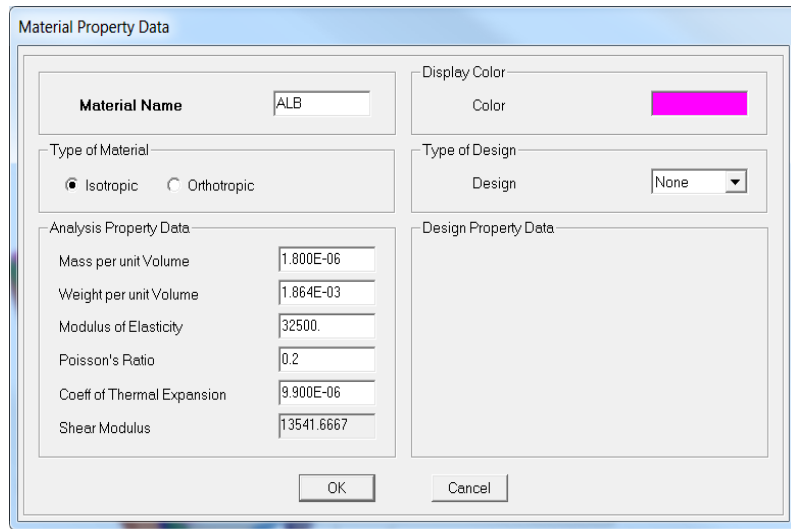 Material Property Data
Material Name ALB
Display Color
Color
Type of Material
Isotropic Orthotropic
Type of Design
Design None
Analysis Property Data
Mass per unit Volume 1.800E-06
Weight per unit Volume 1.864E-03
Modulus of Elasticity 32500.
Poisson's Ratio 0.2
Coeff of Thermal Expansion 9.900E-06
Shear Modulus 13541.6667
Design Property Data
OK Cancel